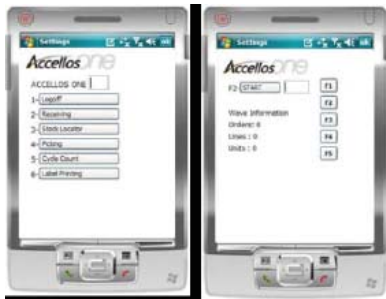 Settings
ok
Accellos one
ACCELLOS ONE
1- Logoff
2- Receiving
3- Stock Locator
4- Picking
5- Cycle Count
6- Label Printing
Settings
ok
Accellos one
F2- START
F1
F2
F3
F4
F5
Wave Information
Orders: 0
Lines : 0
Units : 0